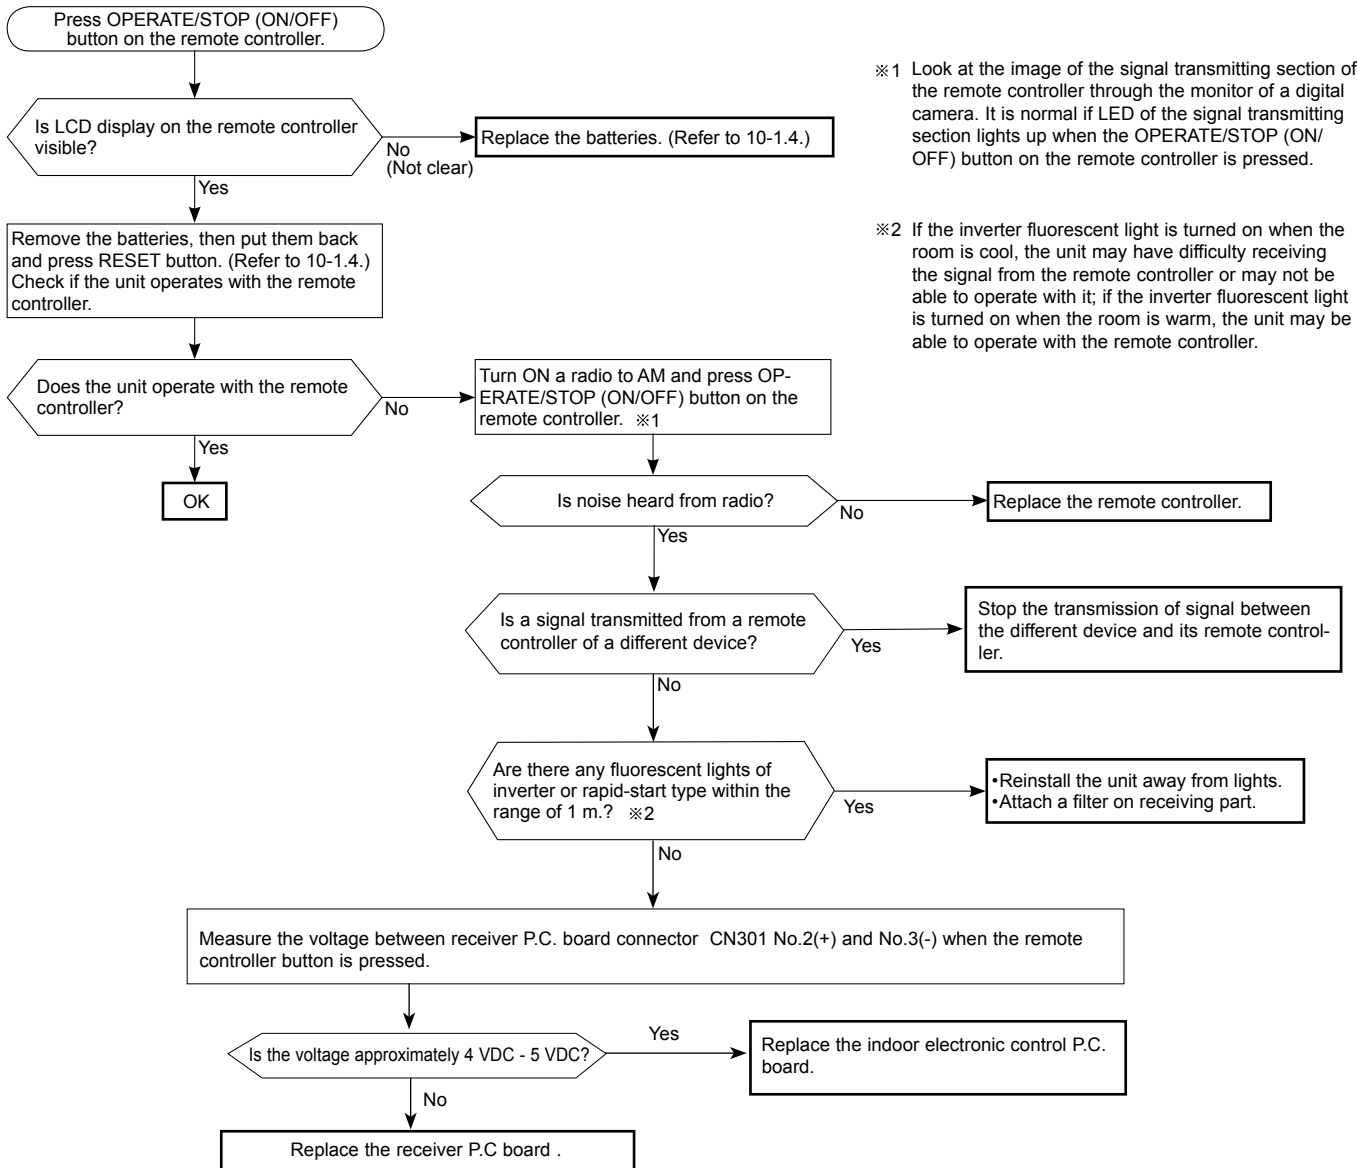 Press OPERATE/STOP (ON/OFF)
button on the remote controller.
Is LCD display on the remote controller
visible?
No
(Not clear)
Replace the batteries. (Refer to 10-1.4.)
Yes
Remove the batteries, then put them back
and press RESET button. (Refer to 10-1.4.)
Check if the unit operates with the remote
controller.
Does the unit operate with the remote
controller?
No
Yes
OK
Turn ON a radio to AM and press OP-
ERATE/STOP (ON/OFF) button on the
remote controller. ※1
Is noise heard from radio?
No
Replace the remote controller.
Yes
Is a signal transmitted from a remote
controller of a different device?
Yes
Stop the transmission of signal between
the different device and its remote control-
ler.
No
Are there any fluorescent lights of
inverter or rapid-start type within the
range of 1 m.? ※2
Yes
•Reinstall the unit away from lights.
•Attach a filter on receiving part.
No
Measure the voltage between receiver P.C. board connector CN301 No.2(+) and No.3(-) when the remote
controller button is pressed.
Is the voltage approximately 4 VDC - 5 VDC?
Yes
Replace the indoor electronic control P.C.
board.
No
Replace the receiver P.C board .
※1 Look at the image of the signal transmitting section of
the remote controller through the monitor of a digital
camera. It is normal if LED of the signal transmitting
section lights up when the OPERATE/STOP (ON/
OFF) button on the remote controller is pressed.
※2 If the inverter fluorescent light is turned on when the
room is cool, the unit may have difficulty receiving
the signal from the remote controller or may not be
able to operate with it; if the inverter fluorescent light
is turned on when the room is warm, the unit may be
able to operate with the remote controller.